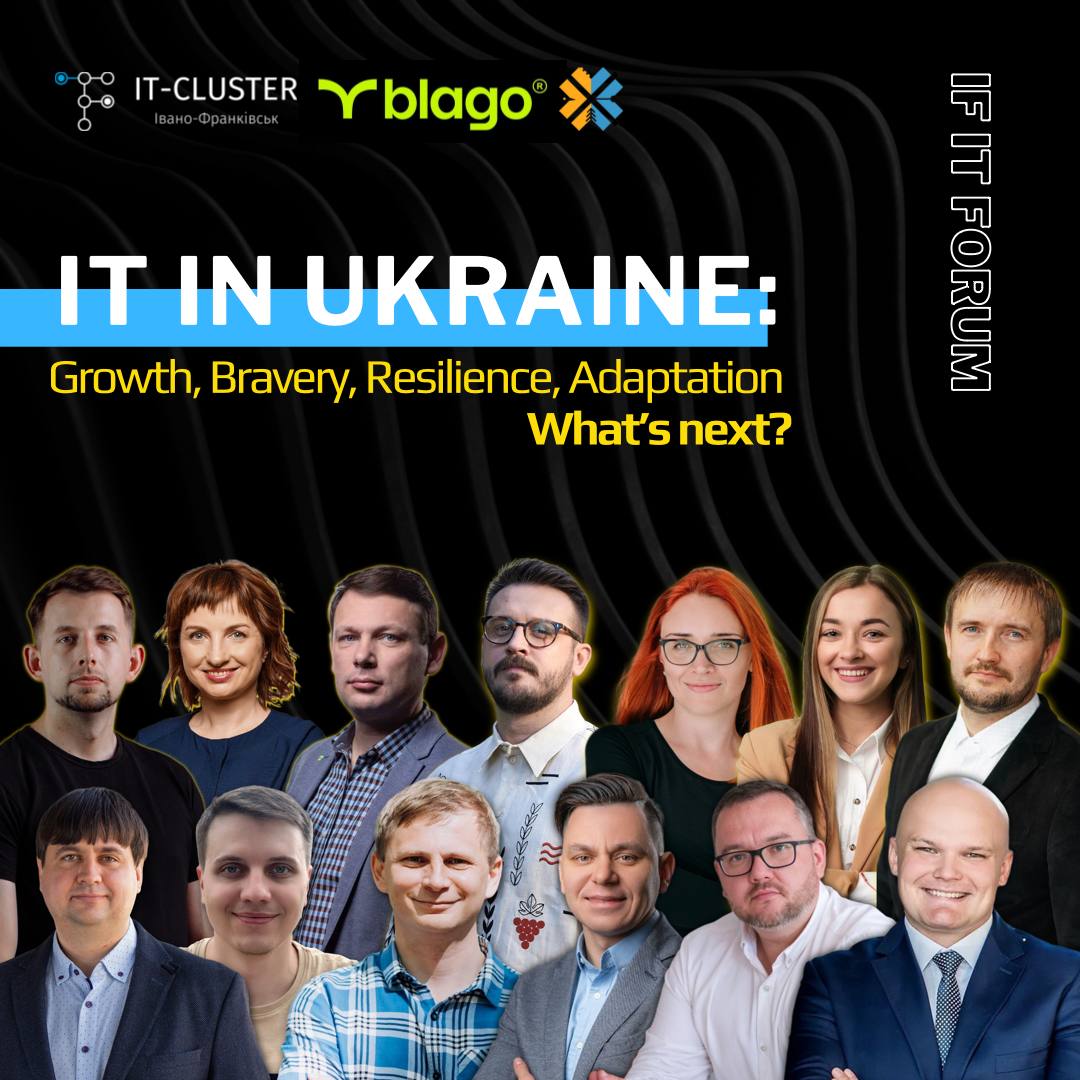 IT-CLUSTER
Івано-Франківськ
blago®
IF IT FORUM
IT IN UKRAINE:
Growth, Bravery, Resilience, Adaptation
What's next?